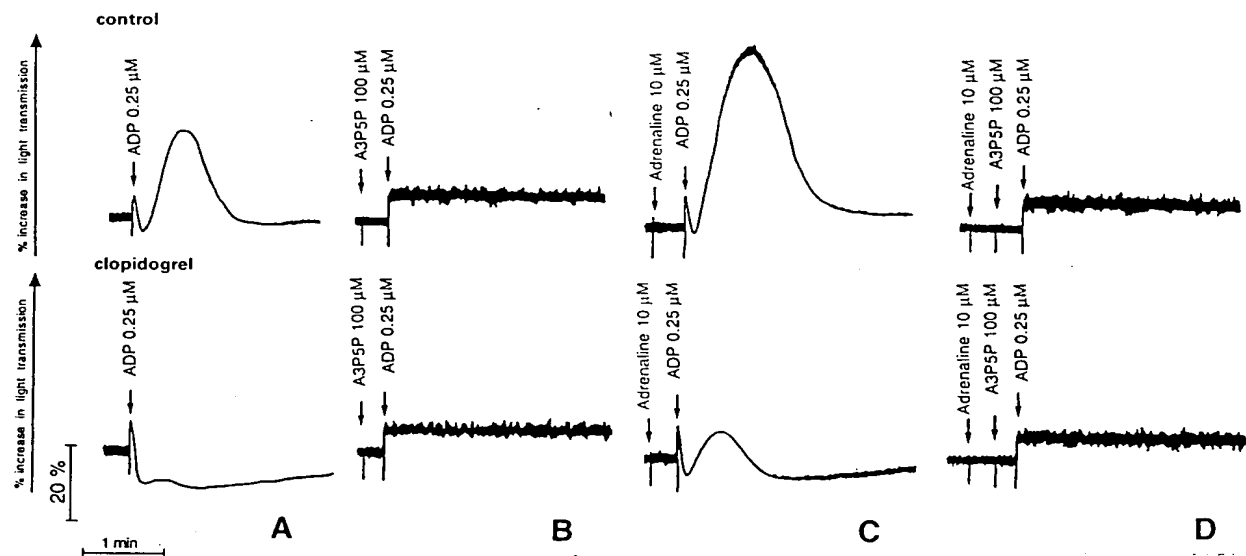 control
% increase in light transmission
ADP 0.25 µM
A3P5P 100 µM
ADP 0.25 µM
Adrenaline 10 µM
ADP 0.25 µM
Adrenaline 10 µM
A3P5P 100 µM
ADP 0.25 µM
clopidogrel
% increase in light transmission
ADP 0.25 µM
A3P5P 100 µM
ADP 0.25 µM
Adrenaline 10 µM
ADP 0.25 µM
Adrenaline 10 µM
A3P5P 100 µM
ADP 0.25 µM
20 %
A
B
C
D
1 min